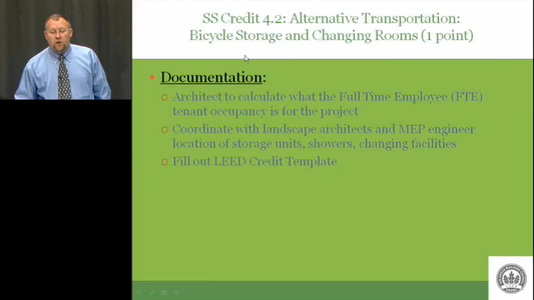 SS Credit 4.2: Alternative Transportation:
Bicycle Storage and Changing Rooms (1 point)
• Documentation:
Architect to calculate what the Full Time Employee (FTE)
tenant occupancy is for the project
Coordinate with landscape architects and MEP engineer
location of storage units, showers, changing facilities
Fill out LEED Credit Template